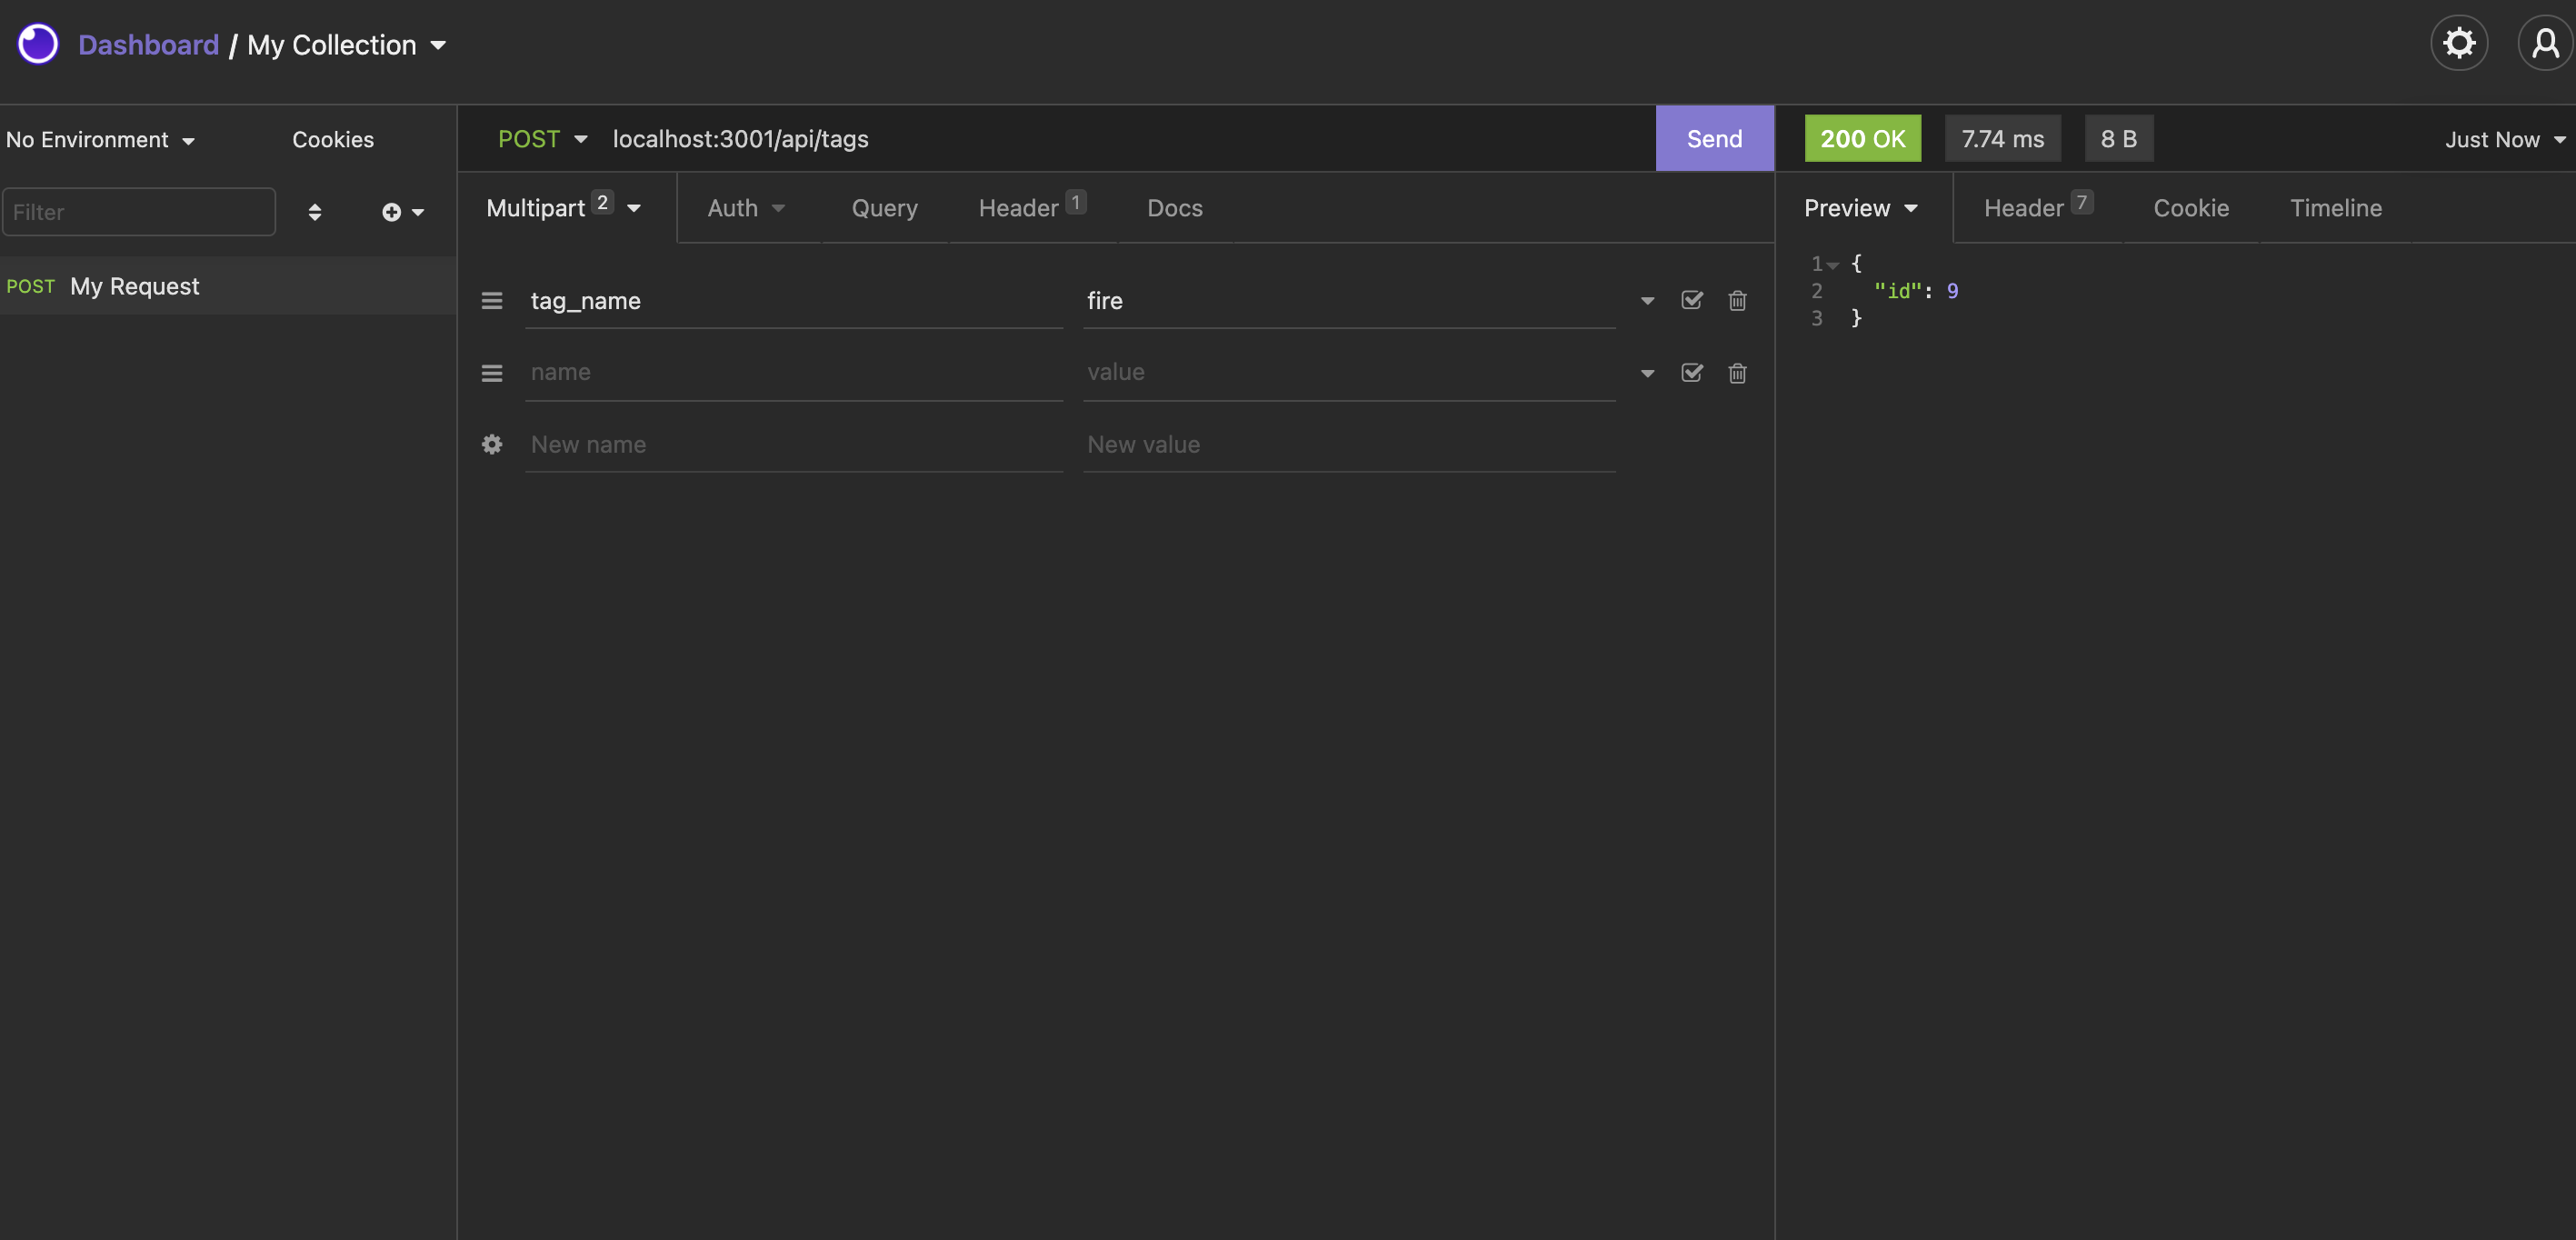 Dashboard / My Collection
No Environment
Cookies
Filter
POST My Request
POST localhost:3001/api/tags
Send
Multipart 2
Auth
Query
Header 1
Docs
tag_name fire
name value
New name New value
200 OK 7.74 ms 8 B
Just Now
Preview
Header 7
Cookie
Timeline
1 {
2 "id": 9
3 }